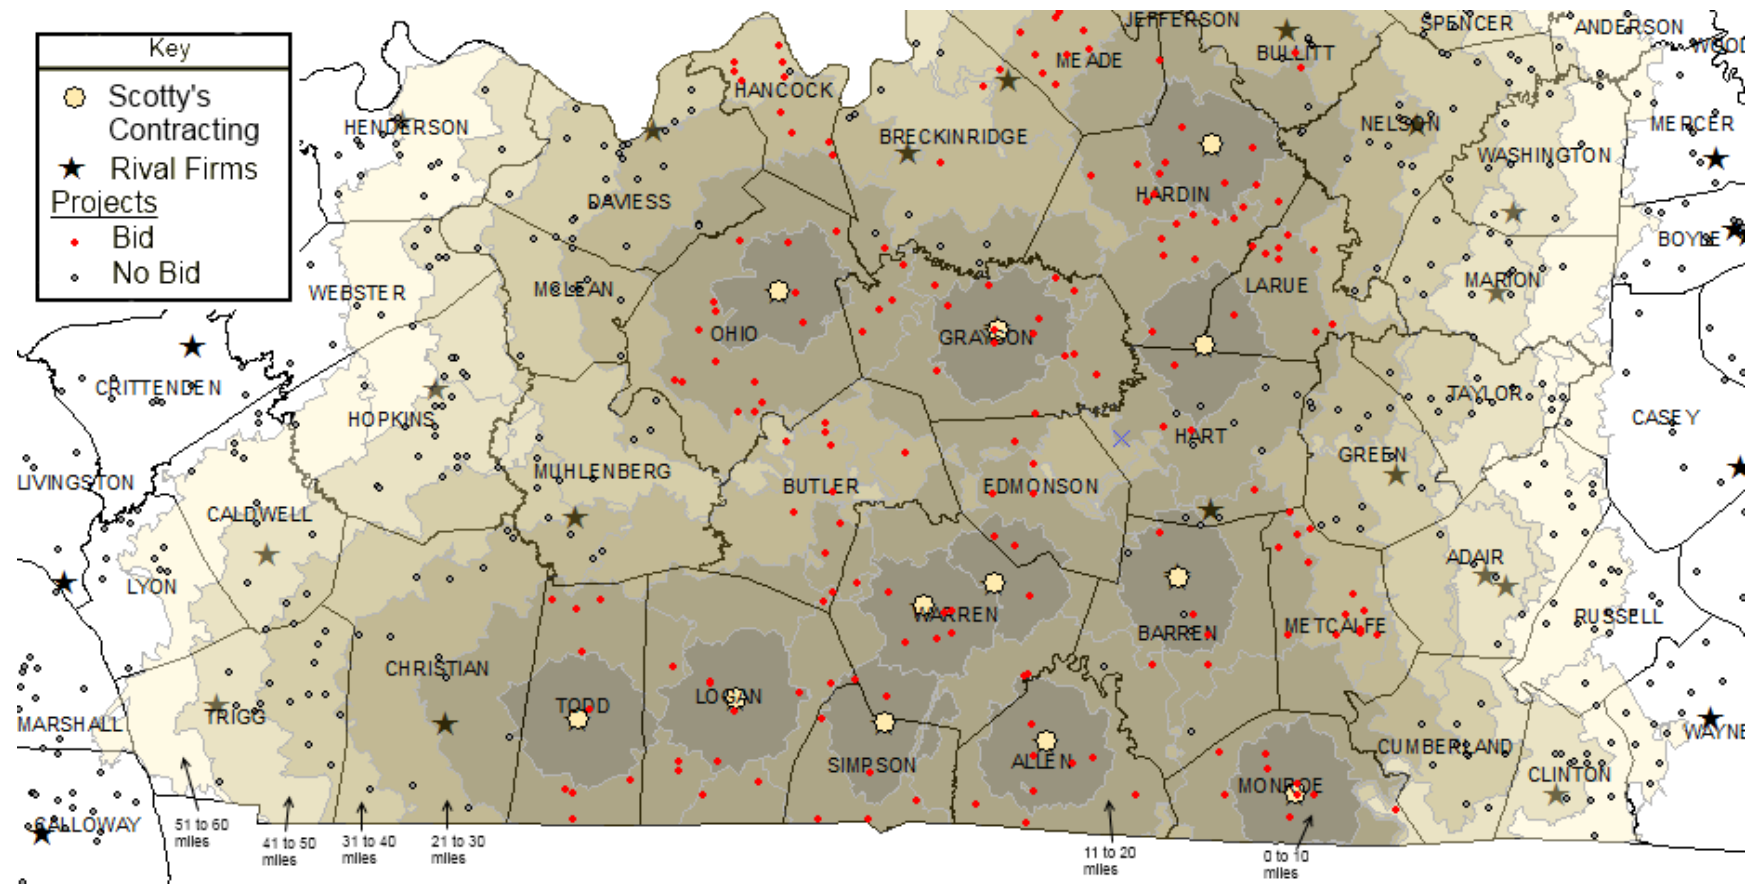 Key
Scotty's
Contracting
Rival Firms
Projects
Bid
No Bid
JEFFERSON
SPENCER
ANDERSON
WOOD
BULLITT
MEADE
HANCOCK
HENDERSON
BRECKINRIDGE
NELSON
MERCER
WASHINGTON
HARDIN
DAVIESS
BOYLE
MARION
LARUE
WEBSTER
MCLEAN
OHIO
GRAYSON
CRITTENDEN
TAYLOR
HOPKINS
CASEY
HART
GREEN
MUHLENBERG
LIVINGSTON
BUTLER
EDMONSON
CALDWELL
ADAIR
LYON
WARREN
RUSSELL
BARREN
METCALFE
CHRISTIAN
LOGAN
TODD
TRIGG
MARSHALL
WAYNE
CUMBERLAND
SIMPSON
ALLEN
CLINTON
MONROE
CALLOWAY
51 to 60
miles
41 to 50
miles
31 to 40
miles
21 to 30
miles
11 to 20
miles
0 to 10
miles